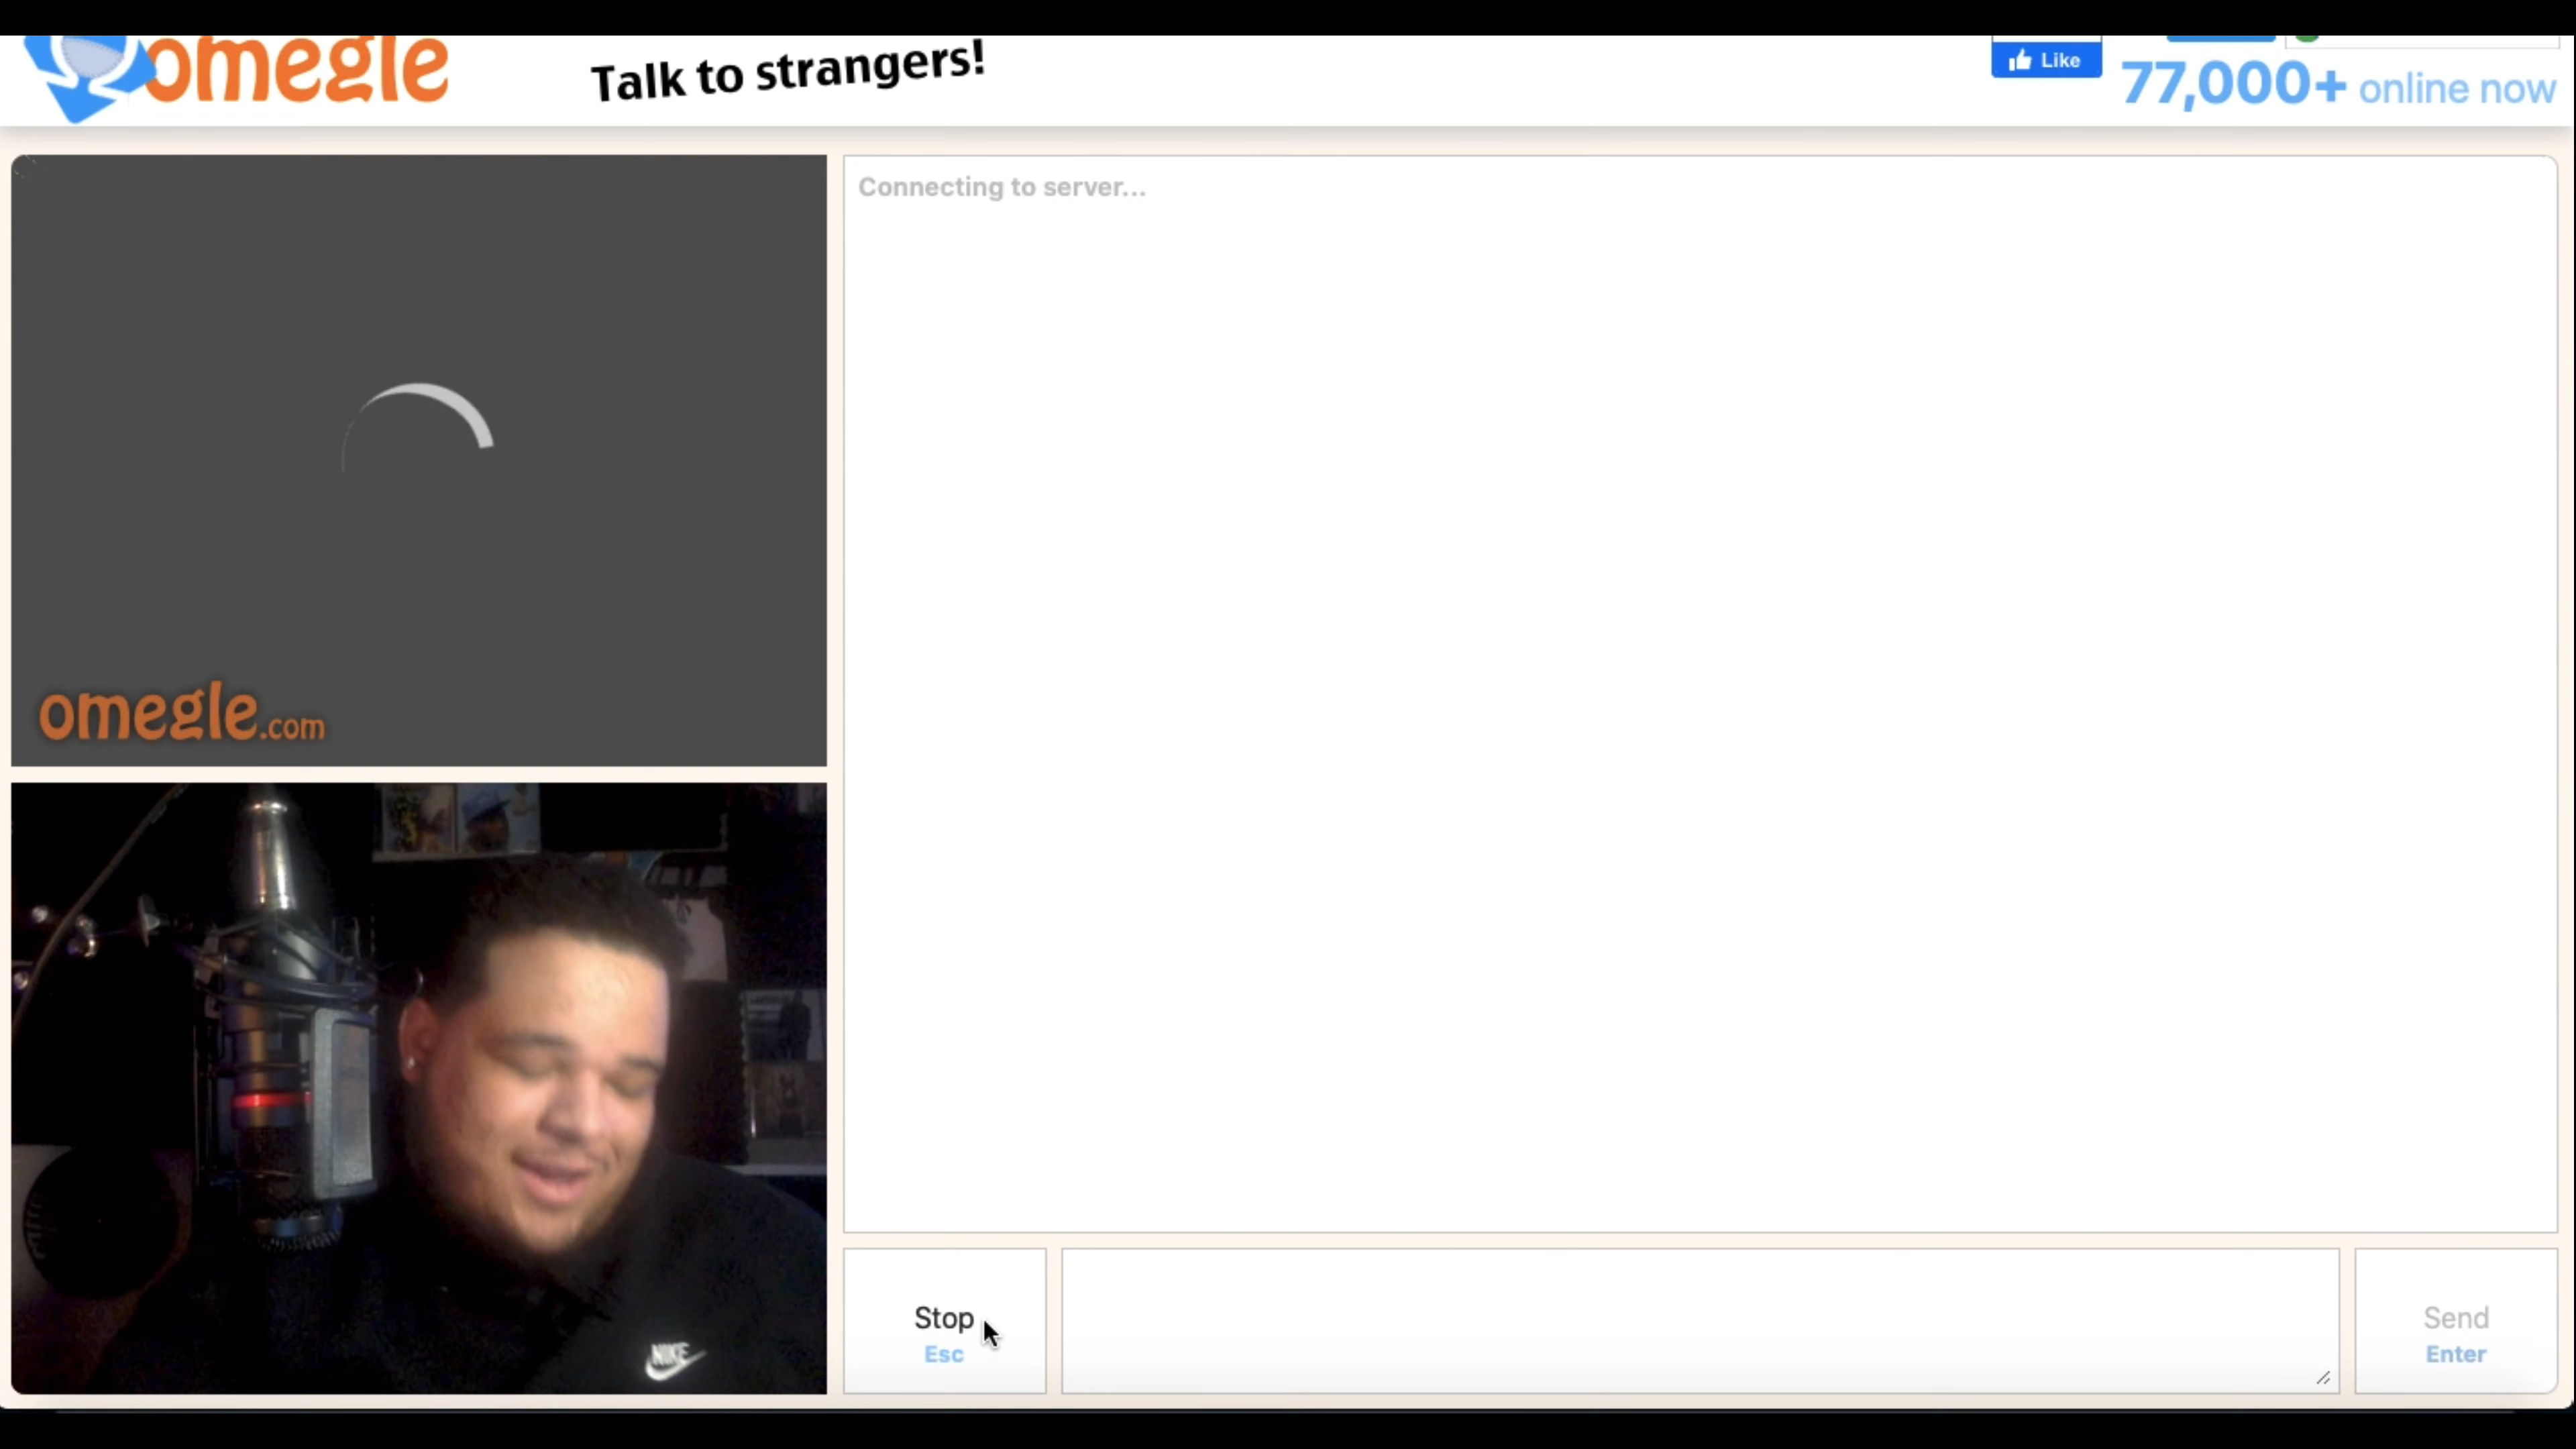 omegle
Talk to strangers!
Like
77,000+ online now
Connecting to server...
omegle.com
NIKE
Stop
Esc
Send
Enter